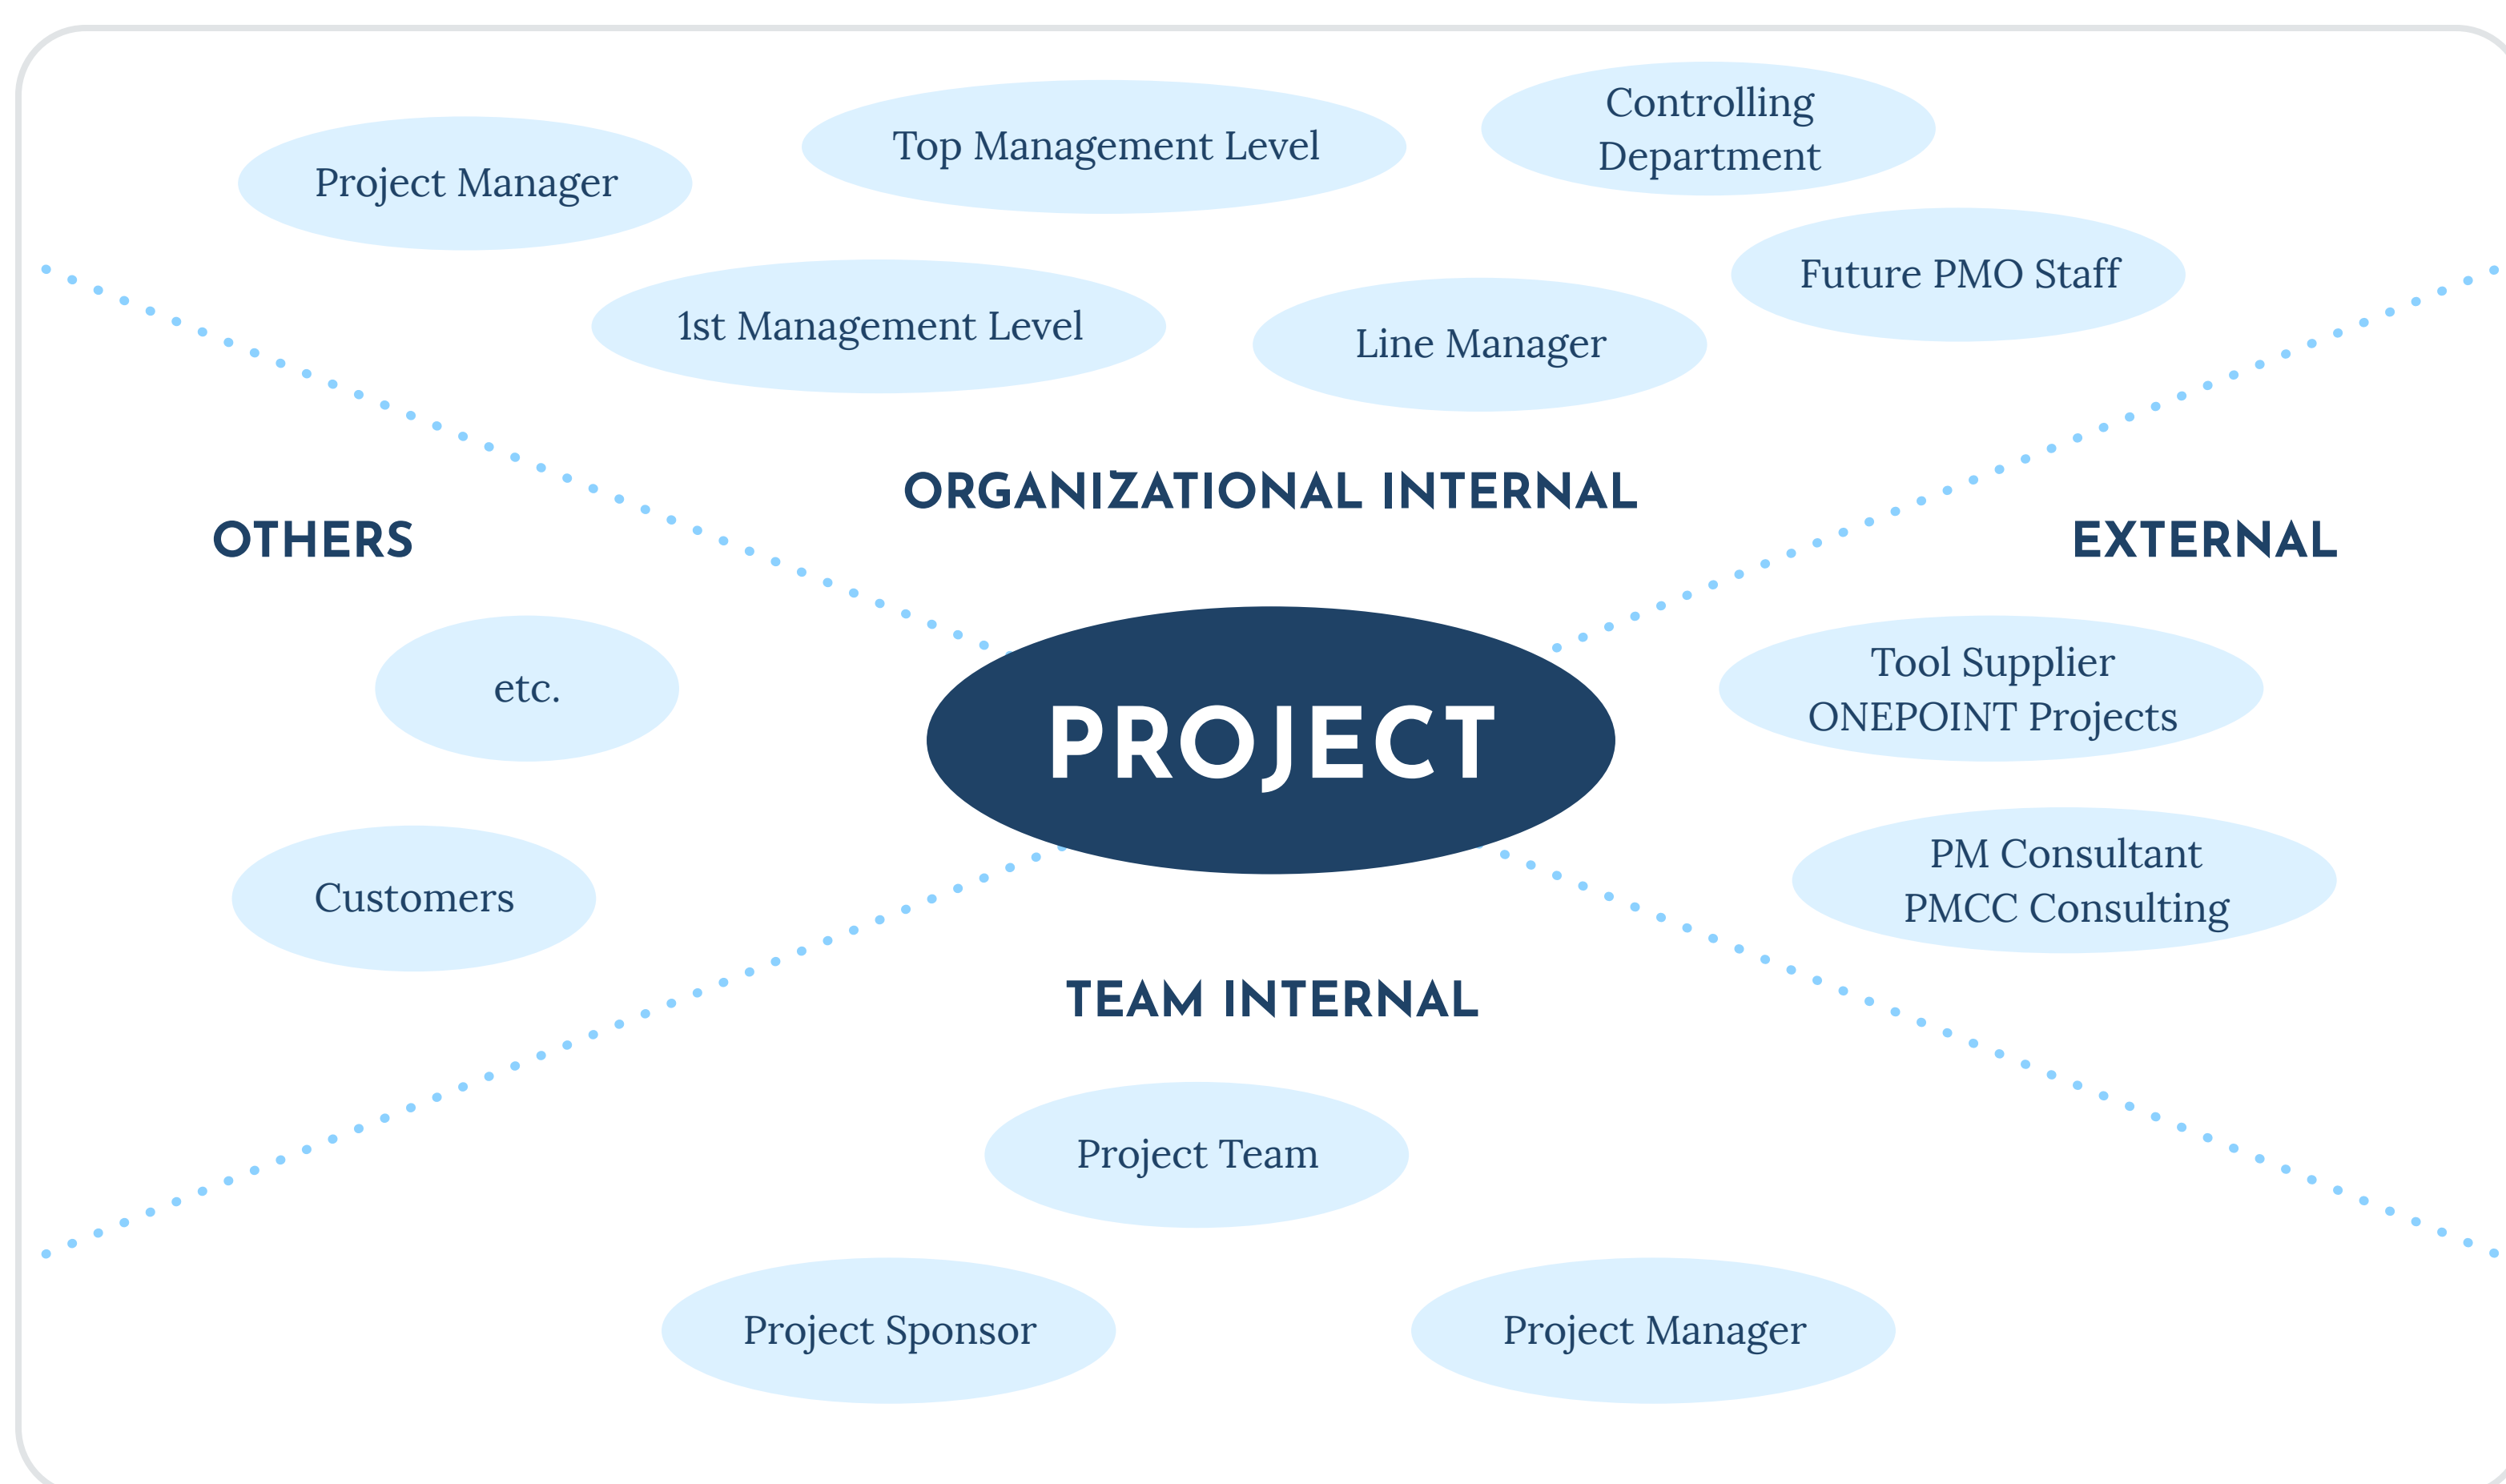 Controlling
Department
Top Management Level
Project Manager
Future PMO Staff
1st Management Level
Line Manager
ORGANIZATIONAL INTERNAL
OTHERS
EXTERNAL
etc.
Tool Supplier
ONEPOINT Projects
PROJECT
Customers
PM Consultant
PMCC Consulting
TEAM INTERNAL
Project Team
Project Sponsor
Project Manager